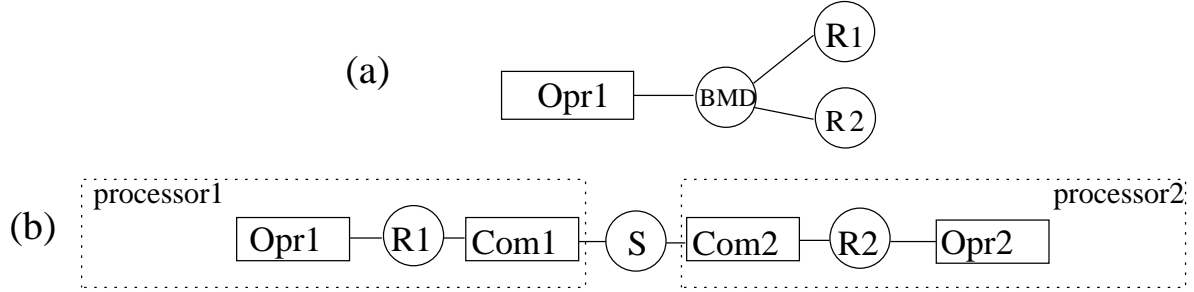 R1
(a)
Opr1 BMD
R2
processor1 processor2
(b) Opr1 R1 Com1 S Com2 R2 Opr2